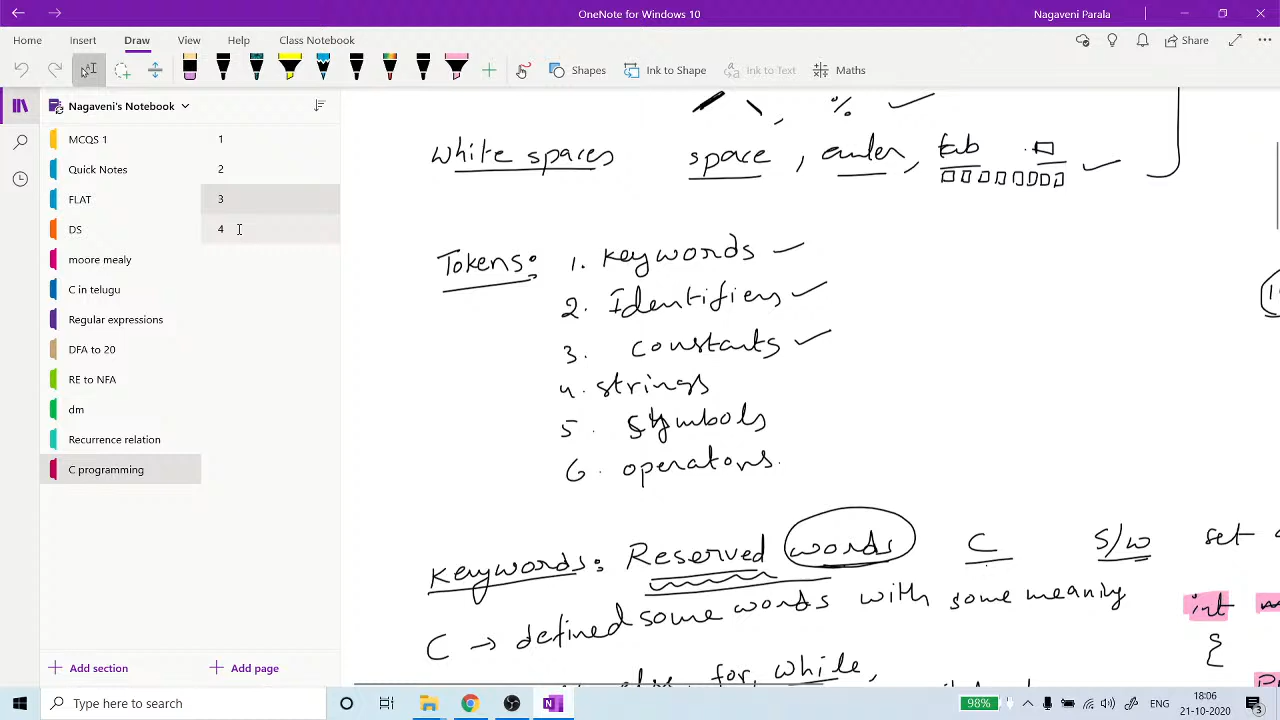 OneNote for Windows 10
Nagaveni Parala
Home Insert Draw View Help Class Notebook
Share
Shapes Ink to Shape Ink to Text Maths
Nagaveni's Notebook
MCQS 1
Quick Notes
FLAT
DS
moore mealy
C in telugu
Regular expressions
DFA to 20
RE to NFA
dm
Recurrence relation
C programming
1
2
3
4
Add section
Add page
%
White spaces space, enter, tab
Tokens: 1. keywords
2. Identifiers
3. constants
4. strings
5. symbols
6. operators.
Keywords: Reserved words C S/w set
C → defined some words with some meaning int
{
for, while,
Type here to search
98%
ENG
18:06
21-10-2020
3